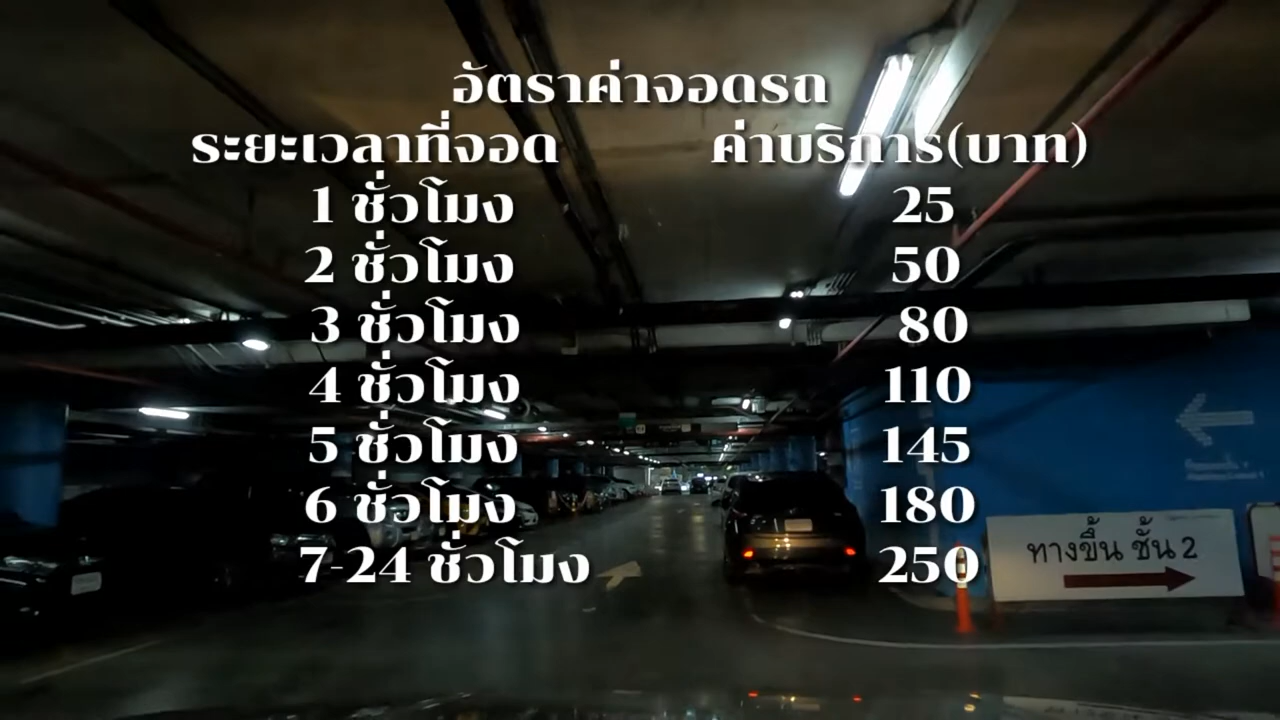 อัตราค่าจอดรถ
ระยะเวลาที่จอด ค่าบริการ(บาท)
1 ชั่วโมง 25
2 ชั่วโมง 50
3 ชั่วโมง 80
4 ชั่วโมง 110
5 ชั่วโมง 145
6 ชั่วโมง 180
7-24 ชั่วโมง 250
ทางขึ้น ชั้น 2